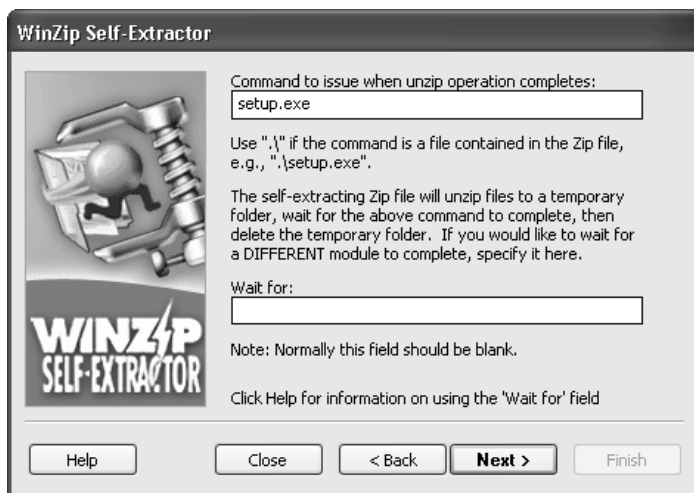 WinZip Self-Extractor
Command to issue when unzip operation completes:
setup.exe
Use ".\" if the command is a file contained in the Zip file,
e.g., ".\setup.exe".
The self-extracting Zip file will unzip files to a temporary
folder, wait for the above command to complete, then
delete the temporary folder.  If you would like to wait for
a DIFFERENT module to complete, specify it here.
Wait for:
Note: Normally this field should be blank.
Click Help for information on using the 'Wait for' field
WINZIP
SELF-EXTRACTOR
Help
Close
< Back
Next >
Finish